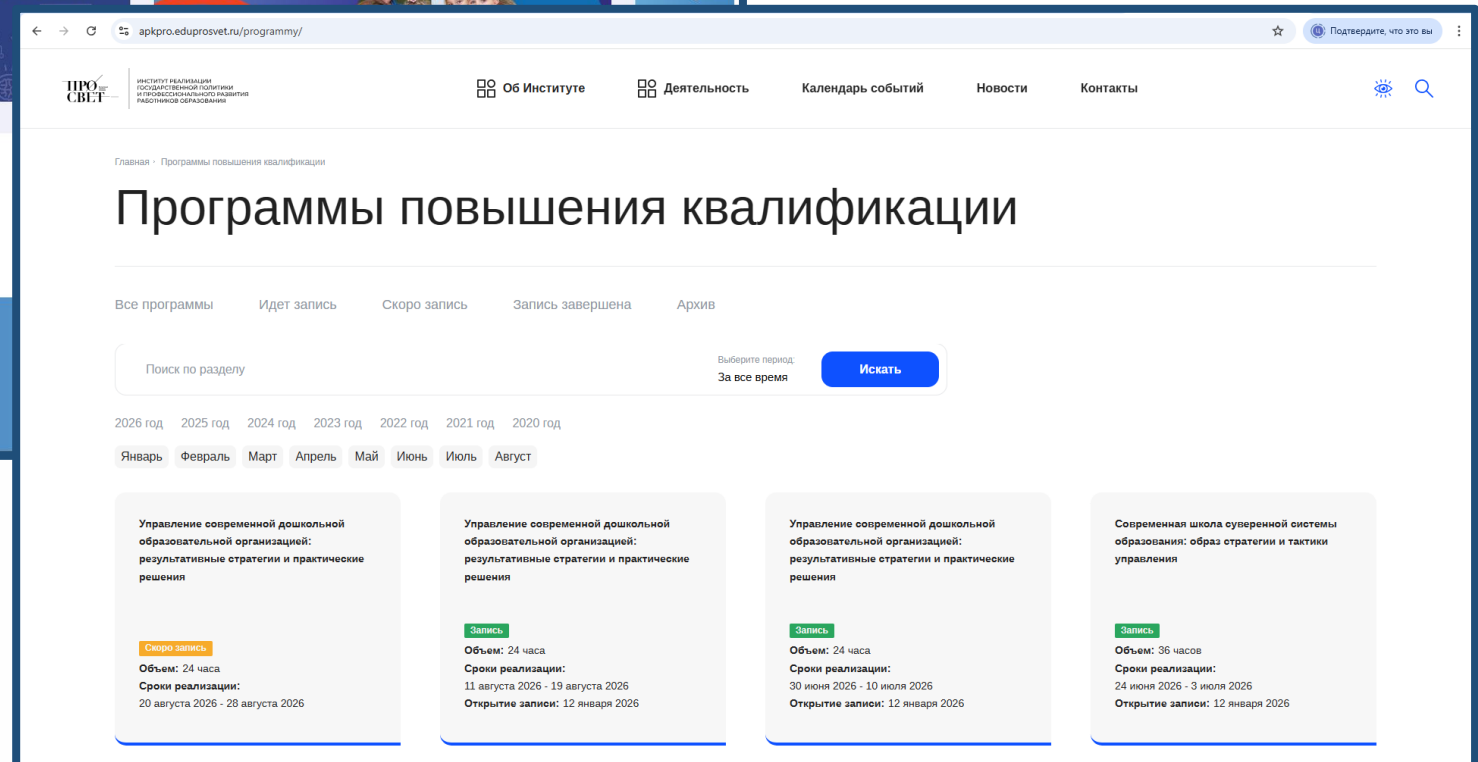 apkpro.eduprosvet.ru/programmy/
Подтвердите, что это вы
ПРО
СВЕТ
ИНСТИТУТ РЕАЛИЗАЦИИ
ГОСУДАРСТВЕННОЙ ПОЛИТИКИ
И ПРОФЕССИОНАЛЬНОГО РАЗВИТИЯ
РАБОТНИКОВ ОБРАЗОВАНИЯ
Об Институте
Деятельность
Календарь событий
Новости
Контакты
Главная · Программы повышения квалификации
Программы повышения квалификации
Все программы
Идет запись
Скоро запись
Запись завершена
Архив
Поиск по разделу
Выберите период:
За все время
Искать
2026 год 2025 год 2024 год 2023 год 2022 год 2021 год 2020 год
Январь Февраль Март Апрель Май Июнь Июль Август
Управление современной дошкольной
образовательной организацией:
результативные стратегии и практические
решения
Скоро запись
Объем: 24 часа
Сроки реализации:
20 августа 2026 - 28 августа 2026
Управление современной дошкольной
образовательной организацией:
результативные стратегии и практические
решения
Запись
Объем: 24 часа
Сроки реализации:
11 августа 2026 - 19 августа 2026
Открытие записи: 12 января 2026
Управление современной дошкольной
образовательной организацией:
результативные стратегии и практические
решения
Запись
Объем: 24 часа
Сроки реализации:
30 июня 2026 - 10 июля 2026
Открытие записи: 12 января 2026
Современная школа суверенной системы
образования: образ стратегии и тактики
управления
Запись
Объем: 36 часов
Сроки реализации:
24 июня 2026 - 3 июля 2026
Открытие записи: 12 января 2026